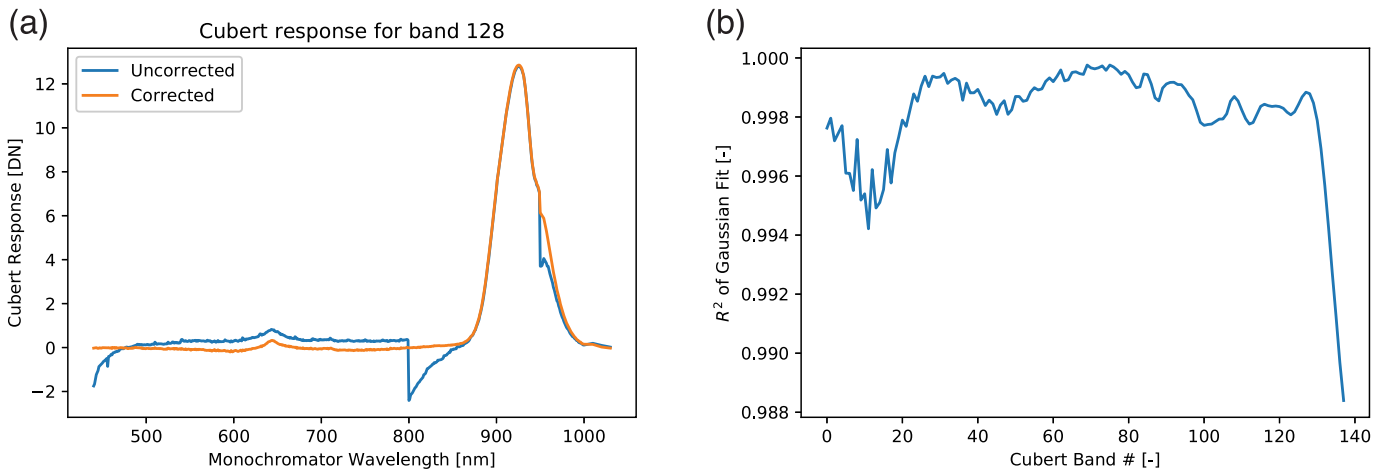 (a)
Cubert response for band 128
Uncorrected
Corrected
Cubert Response [DN]
12
10
8
6
4
2
0
−2
500 600 700 800 900 1000
Monochromator Wavelength [nm]
(b)
R² of Gaussian Fit [-]
1.000
0.998
0.996
0.994
0.992
0.990
0.988
0 20 40 60 80 100 120 140
Cubert Band # [-]